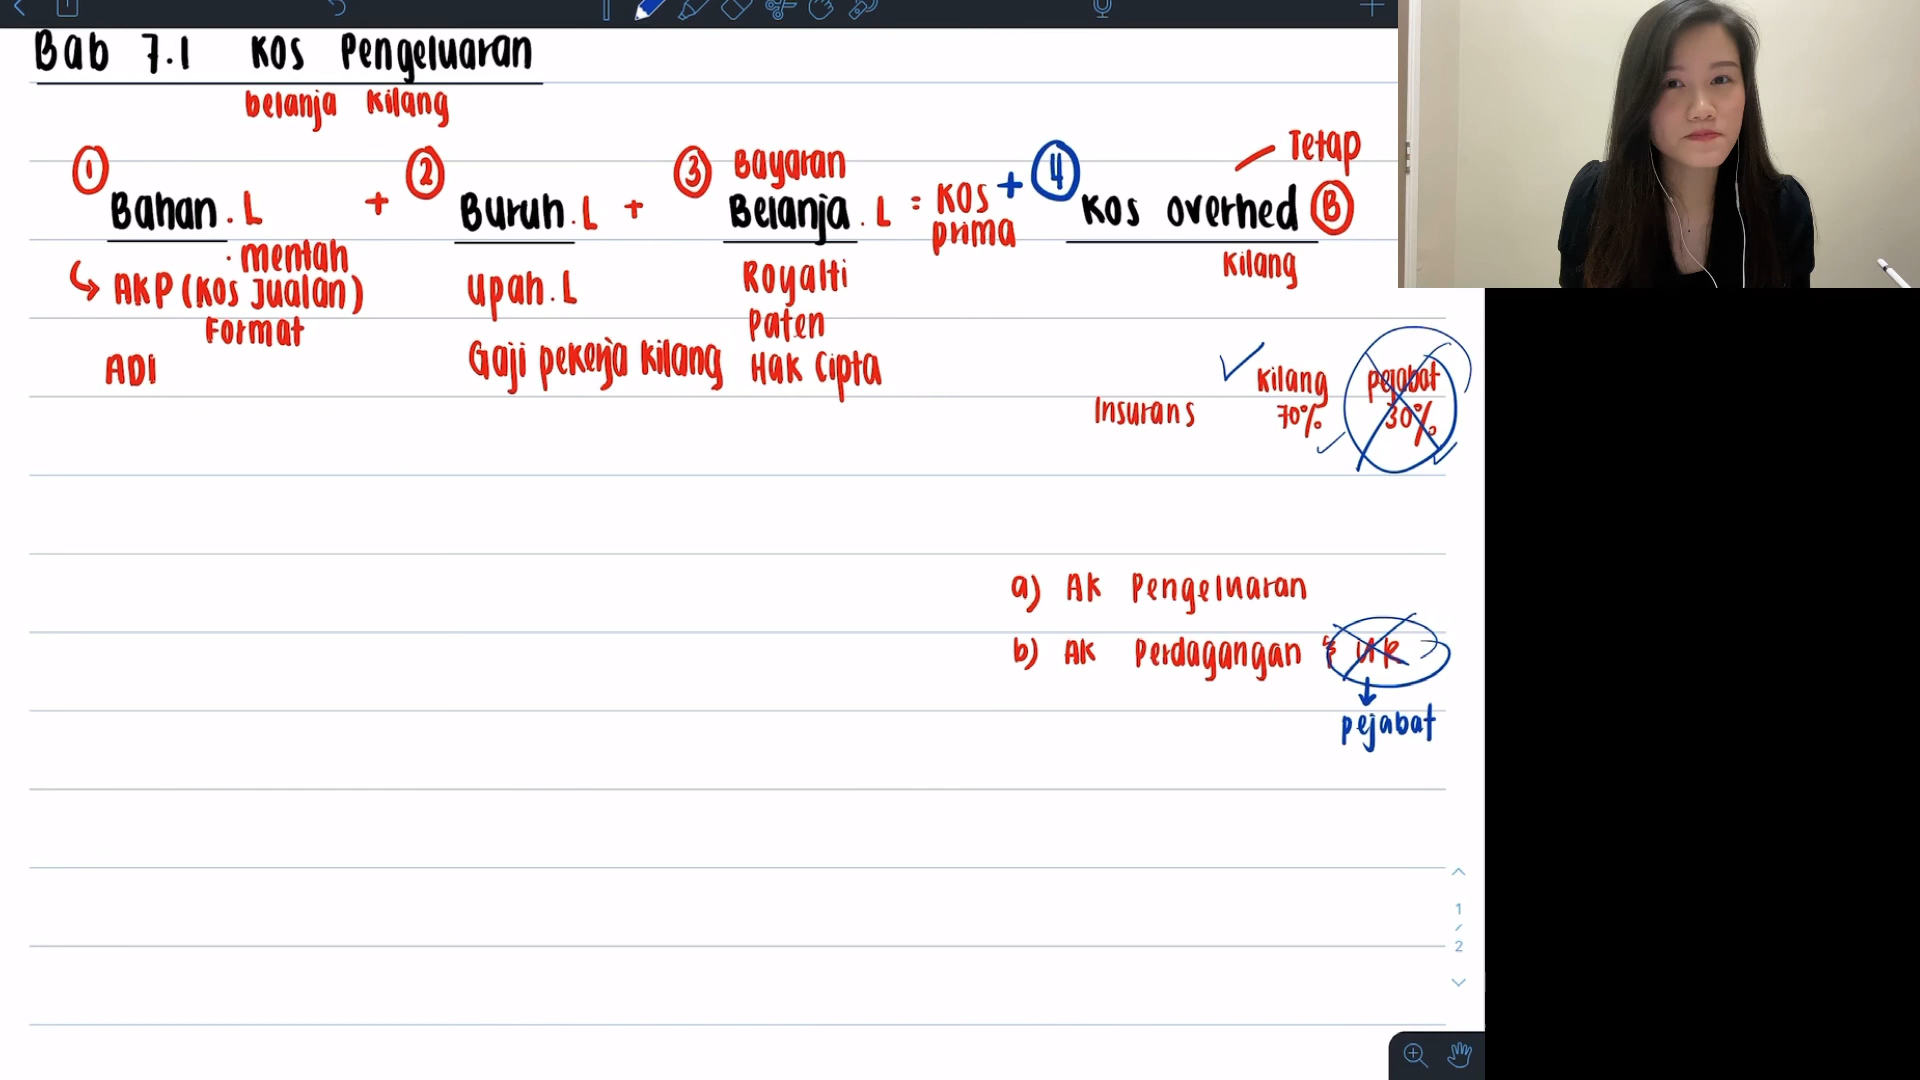 Bab 7.1 Kos Pengeluaran
belanja kilang
① ② ③ Bayaran ④ Tetap
Bahan.L + Buruh.L + Belanja.L = Kos prima + Kos overhed Ⓑ
.mentah
kilang
↳ AKP (Kos Jualan)
Format
ADI
Upah.L
Gaji pekerja kilang
Royalti
Paten
Hak Cipta
Insurans
kilang
70%
pejabat
30%
a) AK Pengeluaran
b) AK Perdagangan & UR
↓
pejabat
1
/
2